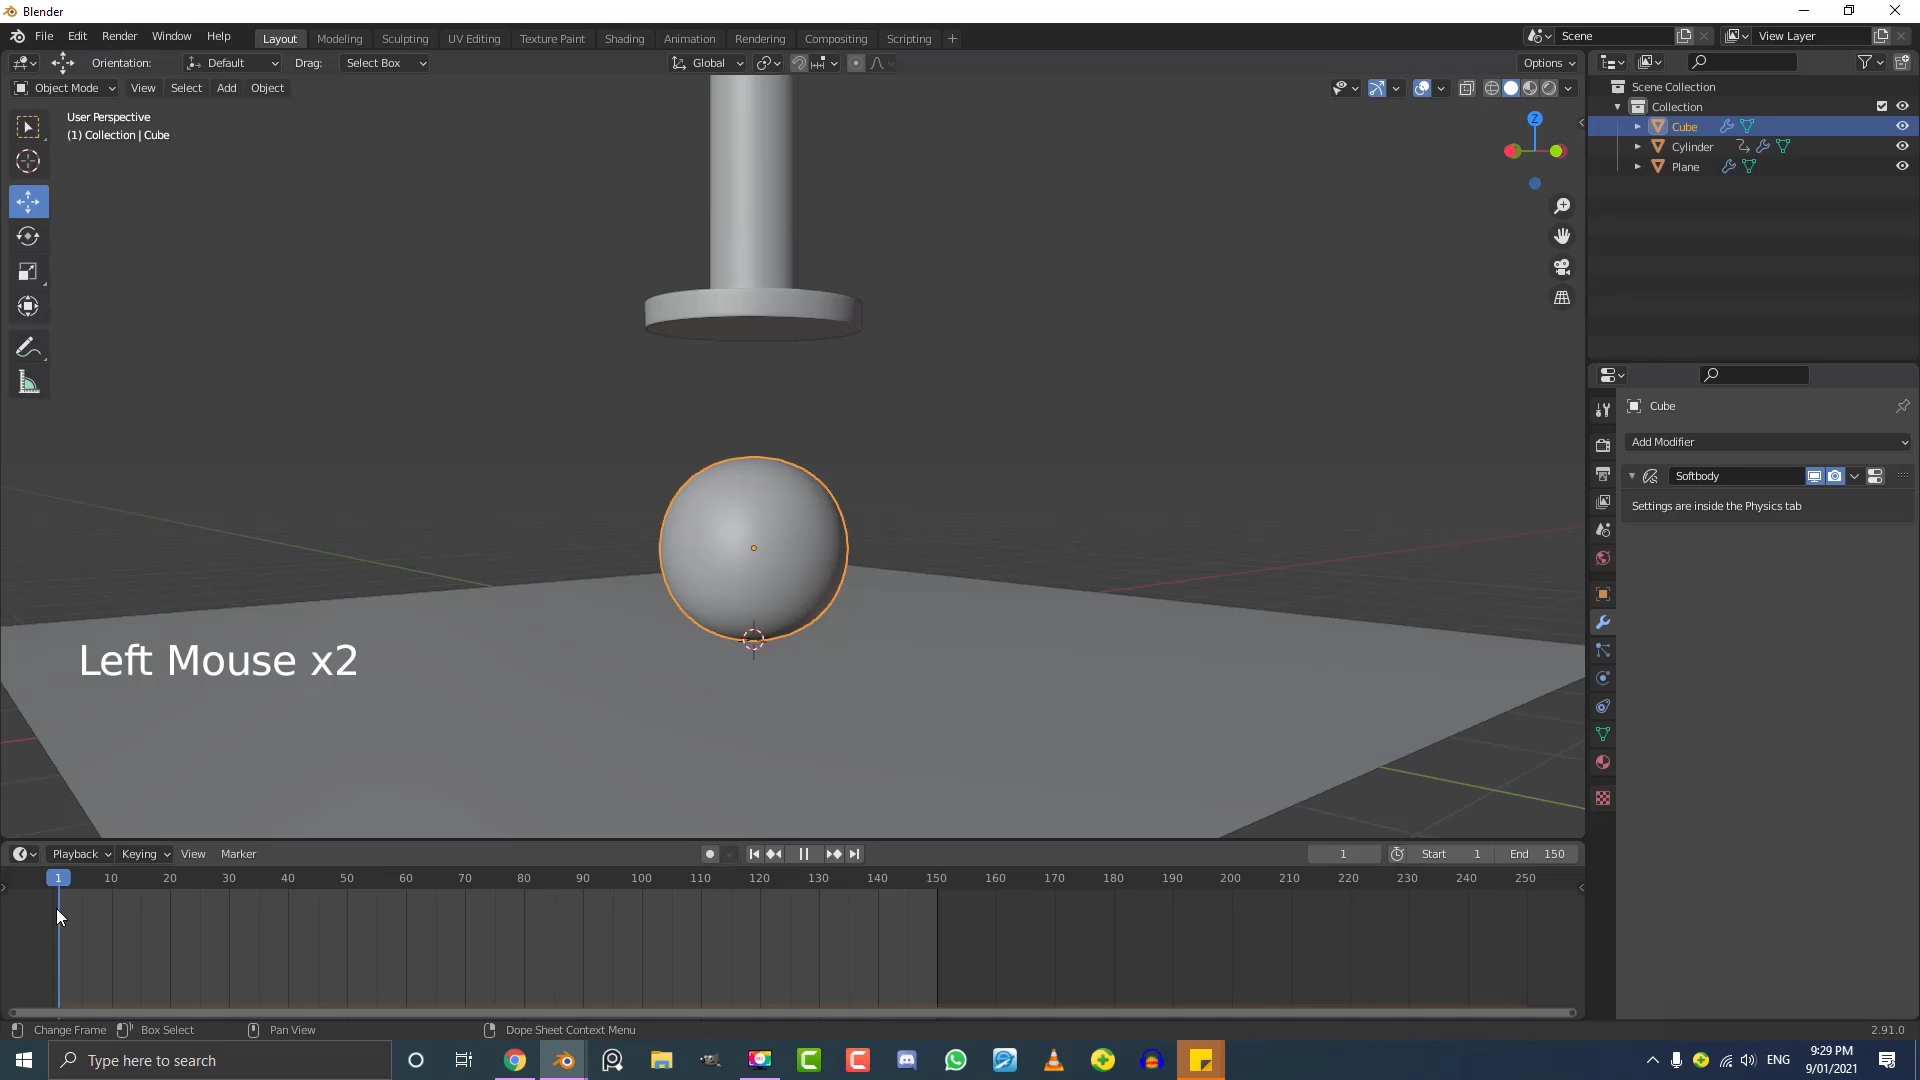 Blender
File Edit Render Window Help
Layout Modeling Sculpting UV Editing Texture Paint Shading Animation Rendering Compositing Scripting
Scene View Layer
Orientation: Default Drag: Select Box Global Options
Object Mode View Select Add Object
User Perspective
(1) Collection | Cube
Z
Scene Collection
Collection
Cube
Cylinder
Plane
Cube
Add Modifier
Softbody
Settings are inside the Physics tab
Left Mouse x2
Playback Keying View Marker 1 Start 1 End 150
1 10 20 30 40 50 60 70 80 90 100 110 120 130 140 150 160 170 180 190 200 210 220 230 240 250
Change Frame Box Select Pan View Dope Sheet Context Menu 2.91.0
Type here to search ENG
9:29 PM
9/01/2021